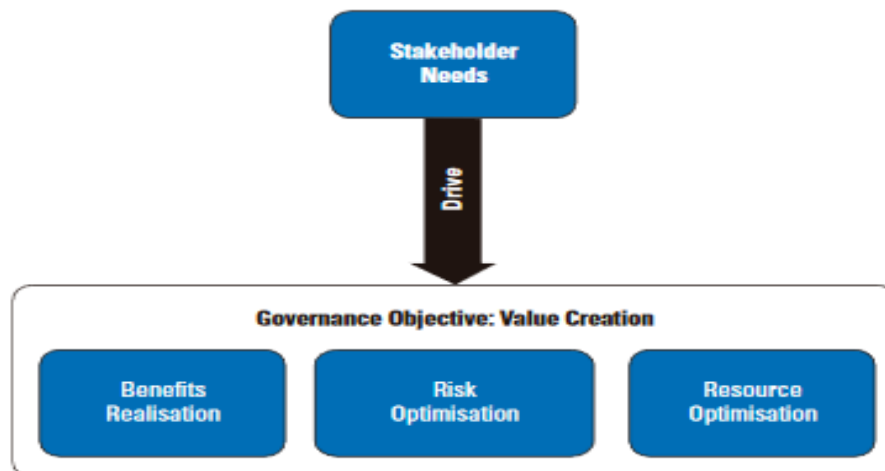 Stakeholder
Needs
Drive
Governance Objective: Value Creation
Benefits
Realisation
Risk
Optimisation
Resource
Optimisation